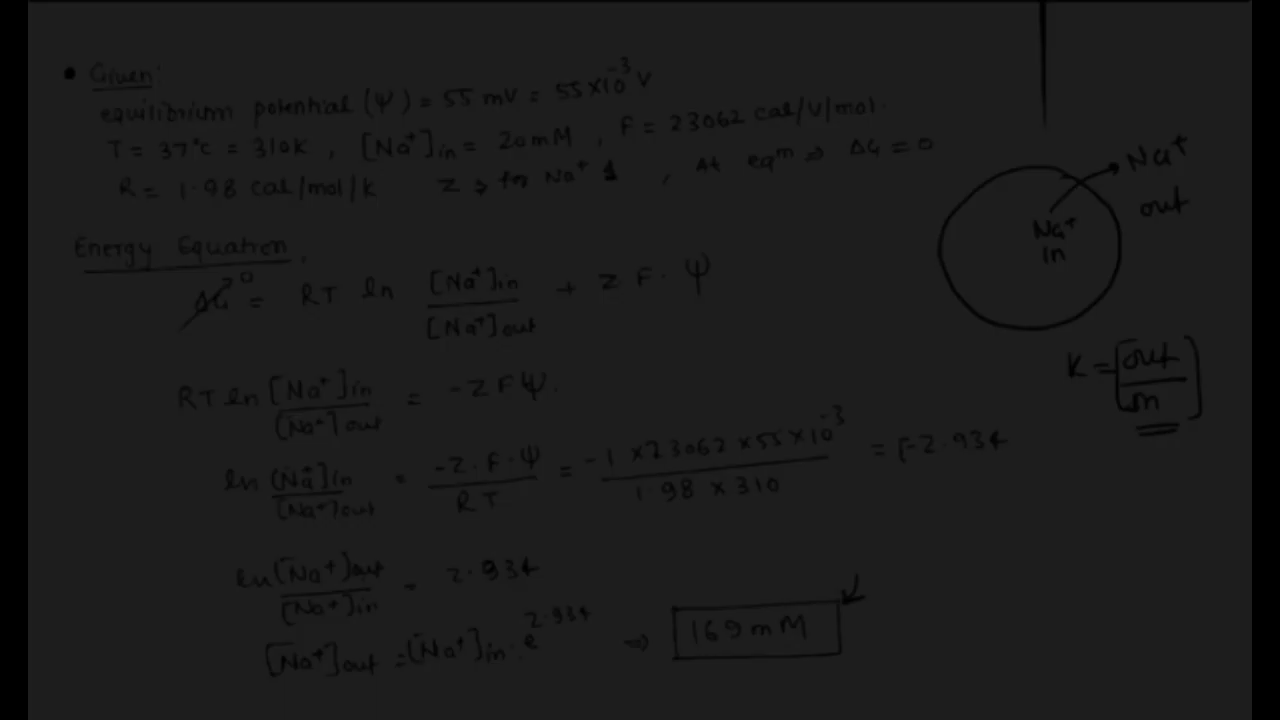 • Given:
equilibrium potential (Ψ) = 55 mV = 55×10⁻³ V
T = 37°C = 310K , [Na⁺]in = 20mM , F = 23062 cal/V/mol.
R = 1.98 cal/mol/K Z → for Na⁺ 1 , At eqᵐ ⇒ ΔG = 0
Energy Equation,
ΔG⁰ = RT ln [Na⁺]in / [Na⁺]out + Z F · Ψ
RT ln [Na⁺]in / [Na⁺]out = -Z F Ψ.
ln [Na⁺]in / [Na⁺]out = -Z·F·Ψ / RT = -1 × 23062 × 55 × 10⁻³ / 1.98 × 310 = -2.934
ln [Na⁺]out / [Na⁺]in = 2.934
[Na⁺]out = [Na⁺]in · e^2.934 ⇒ 169 mM
Na⁺
out
Na⁺
in
K = [out / in]